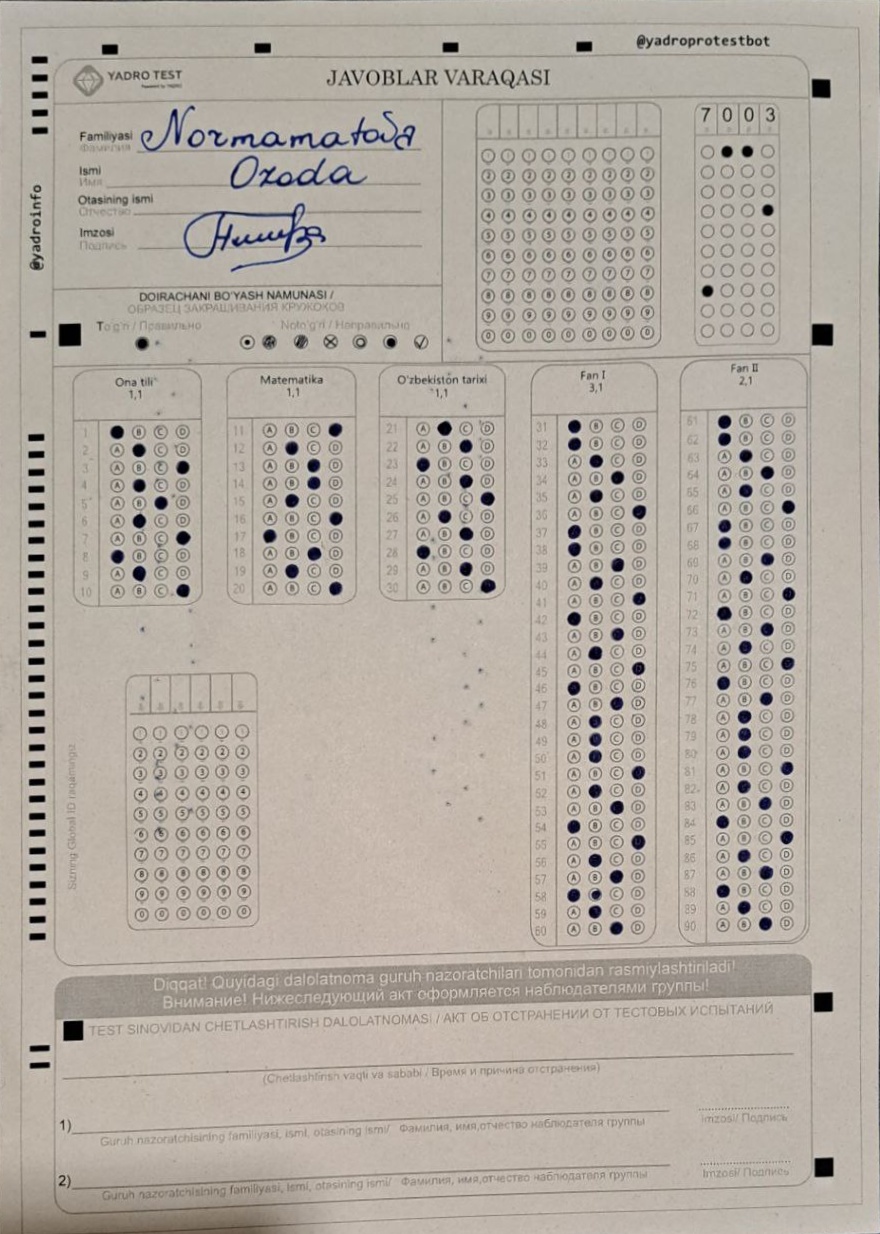 @yadroprotestbot
YADRO TEST
JAVOBLAR VARAQASI
@yadroinfo
Familiyasi Normamatova
Фамилия
Ismi Ozoda
Имя
Otasining ismi
Отчество
Imzosi
Подпись
7 0 0 3
DOIRACHANI BO'YASH NAMUNASI /
ОБРАЗЕЦ ЗАКРАШИВАНИЯ КРУЖОКОВ
To'g'ri / Правильно Noto'g'ri / Неправильно
Ona tili
1,1
Matematika
1,1
O'zbekiston tarixi
1,1
Fan I
3,1
Fan II
2,1
Sizning Global ID raqamingiz
Diqqat! Quyidagi dalolatnoma guruh nazoratchilari tomonidan rasmiylashtiriladi!
Внимание! Нижеследующий акт оформляется наблюдателями группы!
TEST SINOVIDAN CHETLASHTIRISH DALOLATNOMASI / АКТ ОБ ОТСТРАНЕНИИ ОТ ТЕСТОВЫХ ИСПЫТАНИЙ
(Chetlashtirish vaqti va sababi / Время и причина отстранения)
1)
Guruh nazoratchisining familiyasi, ismi, otasining ismi/ Фамилия, имя,отчество наблюдателя группы Imzosi/ Подпись
2)
Guruh nazoratchisining familiyasi, ismi, otasining ismi/ Фамилия, имя,отчество наблюдателя группы Imzosi/ Подпись